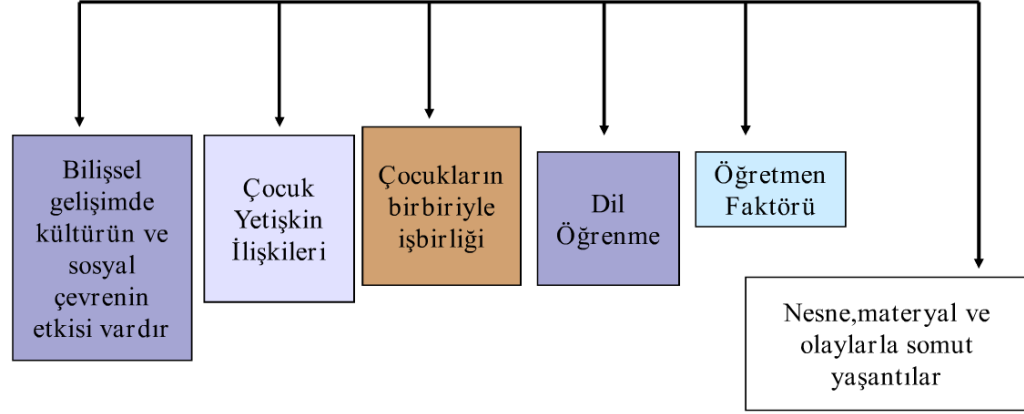 Bilişsel
gelişimde
kültürün ve
sosyal
çevrenin
etkisi vardır
Çocuk
Yetişkin
İlişkileri
Çocukların
birbiriyle
işbirliği
Dil
Öğrenme
Öğretmen
Faktörü
Nesne,materyal ve
olaylarla somut
yaşantılar